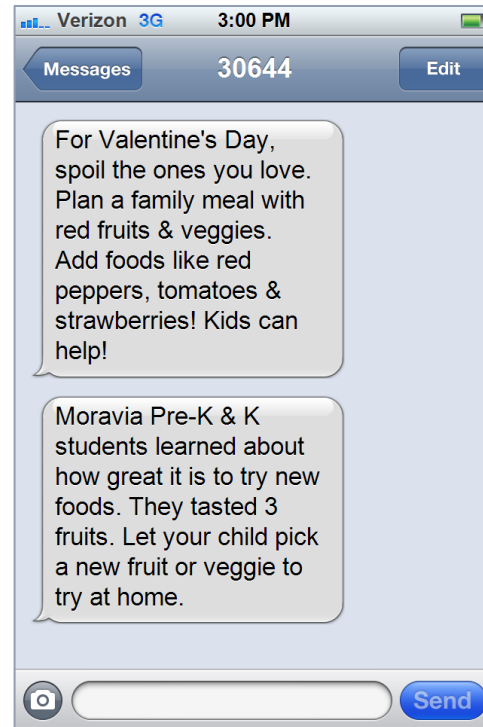 Verizon 3G 3:00 PM
Messages 30644 Edit
For Valentine's Day,
spoil the ones you love.
Plan a family meal with
red fruits & veggies.
Add foods like red
peppers, tomatoes &
strawberries! Kids can
help!
Moravia Pre-K & K
students learned about
how great it is to try new
foods. They tasted 3
fruits. Let your child pick
a new fruit or veggie to
try at home.
Send